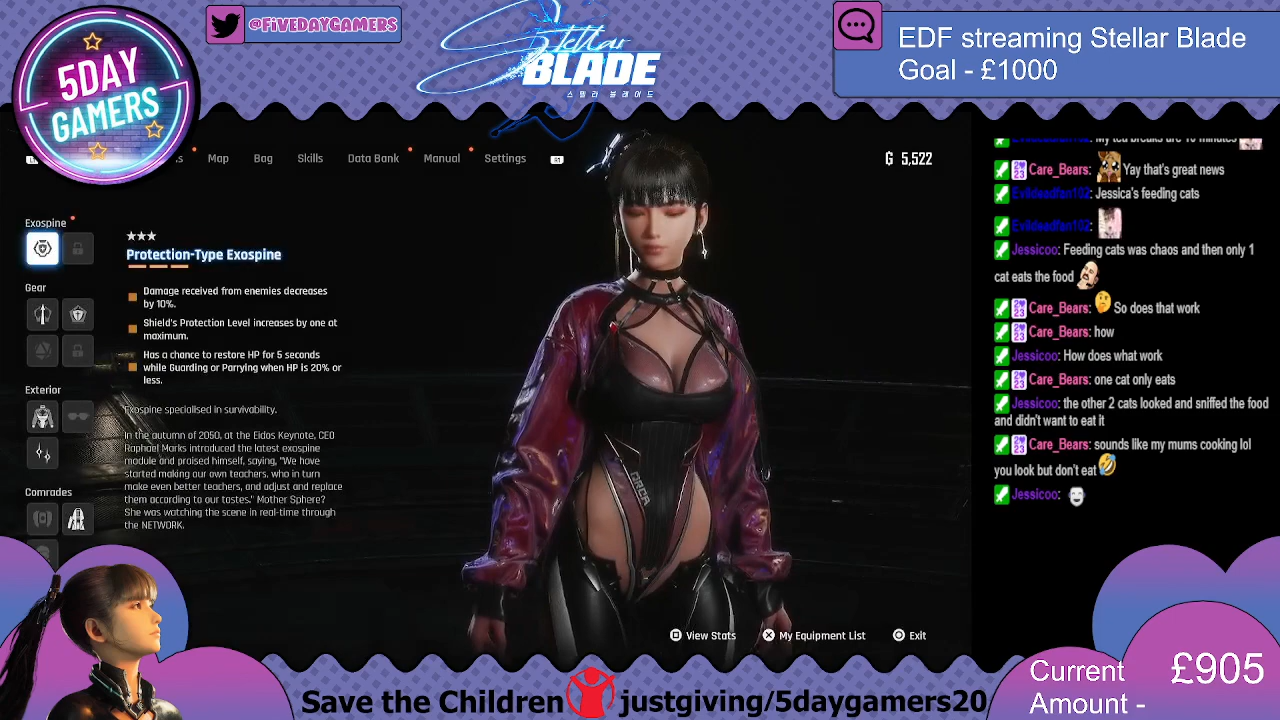 5DAY
GAMERS
@FiVEDAYGAMERS
Stellar
BLADE
스텔라 블레이드
EDF streaming Stellar Blade
Goal - £1000
Map Bag Skills Data Bank Manual Settings R1
5,522
Exospine
Gear
Exterior
Comrades
Protection-Type Exospine
Damage received from enemies decreases
by 10%.
Shield's Protection Level increases by one at
maximum.
Has a chance to restore HP for 5 seconds
while Guarding or Parrying when HP is 20% or
less.
Exospine specialised in survivability.
In the autumn of 2050, at the Eidos Keynote, CEO
Raphael Marks introduced the latest exospine
module and praised himself, saying, "We have
started making our own teachers, who in turn
make even better teachers, and adjust and replace
them according to our tastes." Mother Sphere?
She was watching the scene in real-time through
the NETWORK.
ORCA
View Stats My Equipment List Exit
Evildeadfan102: My tea breaks are 10 minutes
Care_Bears: Yay that's great news
Evildeadfan102: Jessica's feeding cats
Evildeadfan102:
Jessicoo: Feeding cats was chaos and then only 1
cat eats the food
Care_Bears: So does that work
Care_Bears: how
Jessicoo: How does what work
Care_Bears: one cat only eats
Jessicoo: the other 2 cats looked and sniffed the food
and didn't want to eat it
Care_Bears: sounds like my mums cooking lol
you look but don't eat
Jessicoo:
Save the Children justgiving/5daygamers20
Current
Amount -
£905